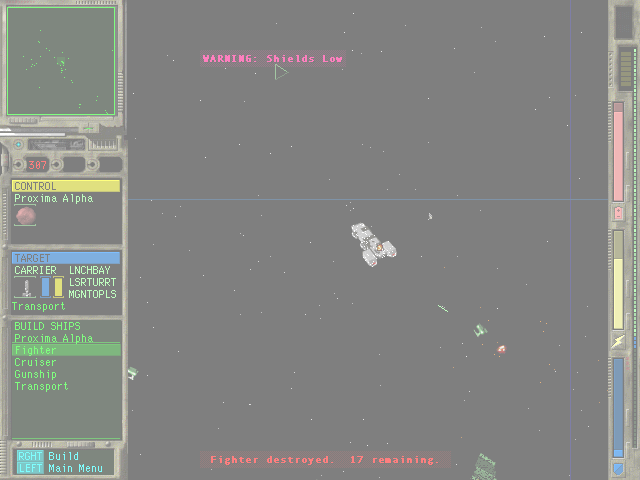 WARNING: Shields Low
307
CONTROL
Proxima Alpha
TARGET
CARRIER LNCHBAY
LSRTURRT
MGNTOPLS
Transport
BUILD SHIPS
Proxima Alpha
Fighter
Cruiser
Gunship
Transport
RGHT Build
LEFT Main Menu
Fighter destroyed. 17 remaining.